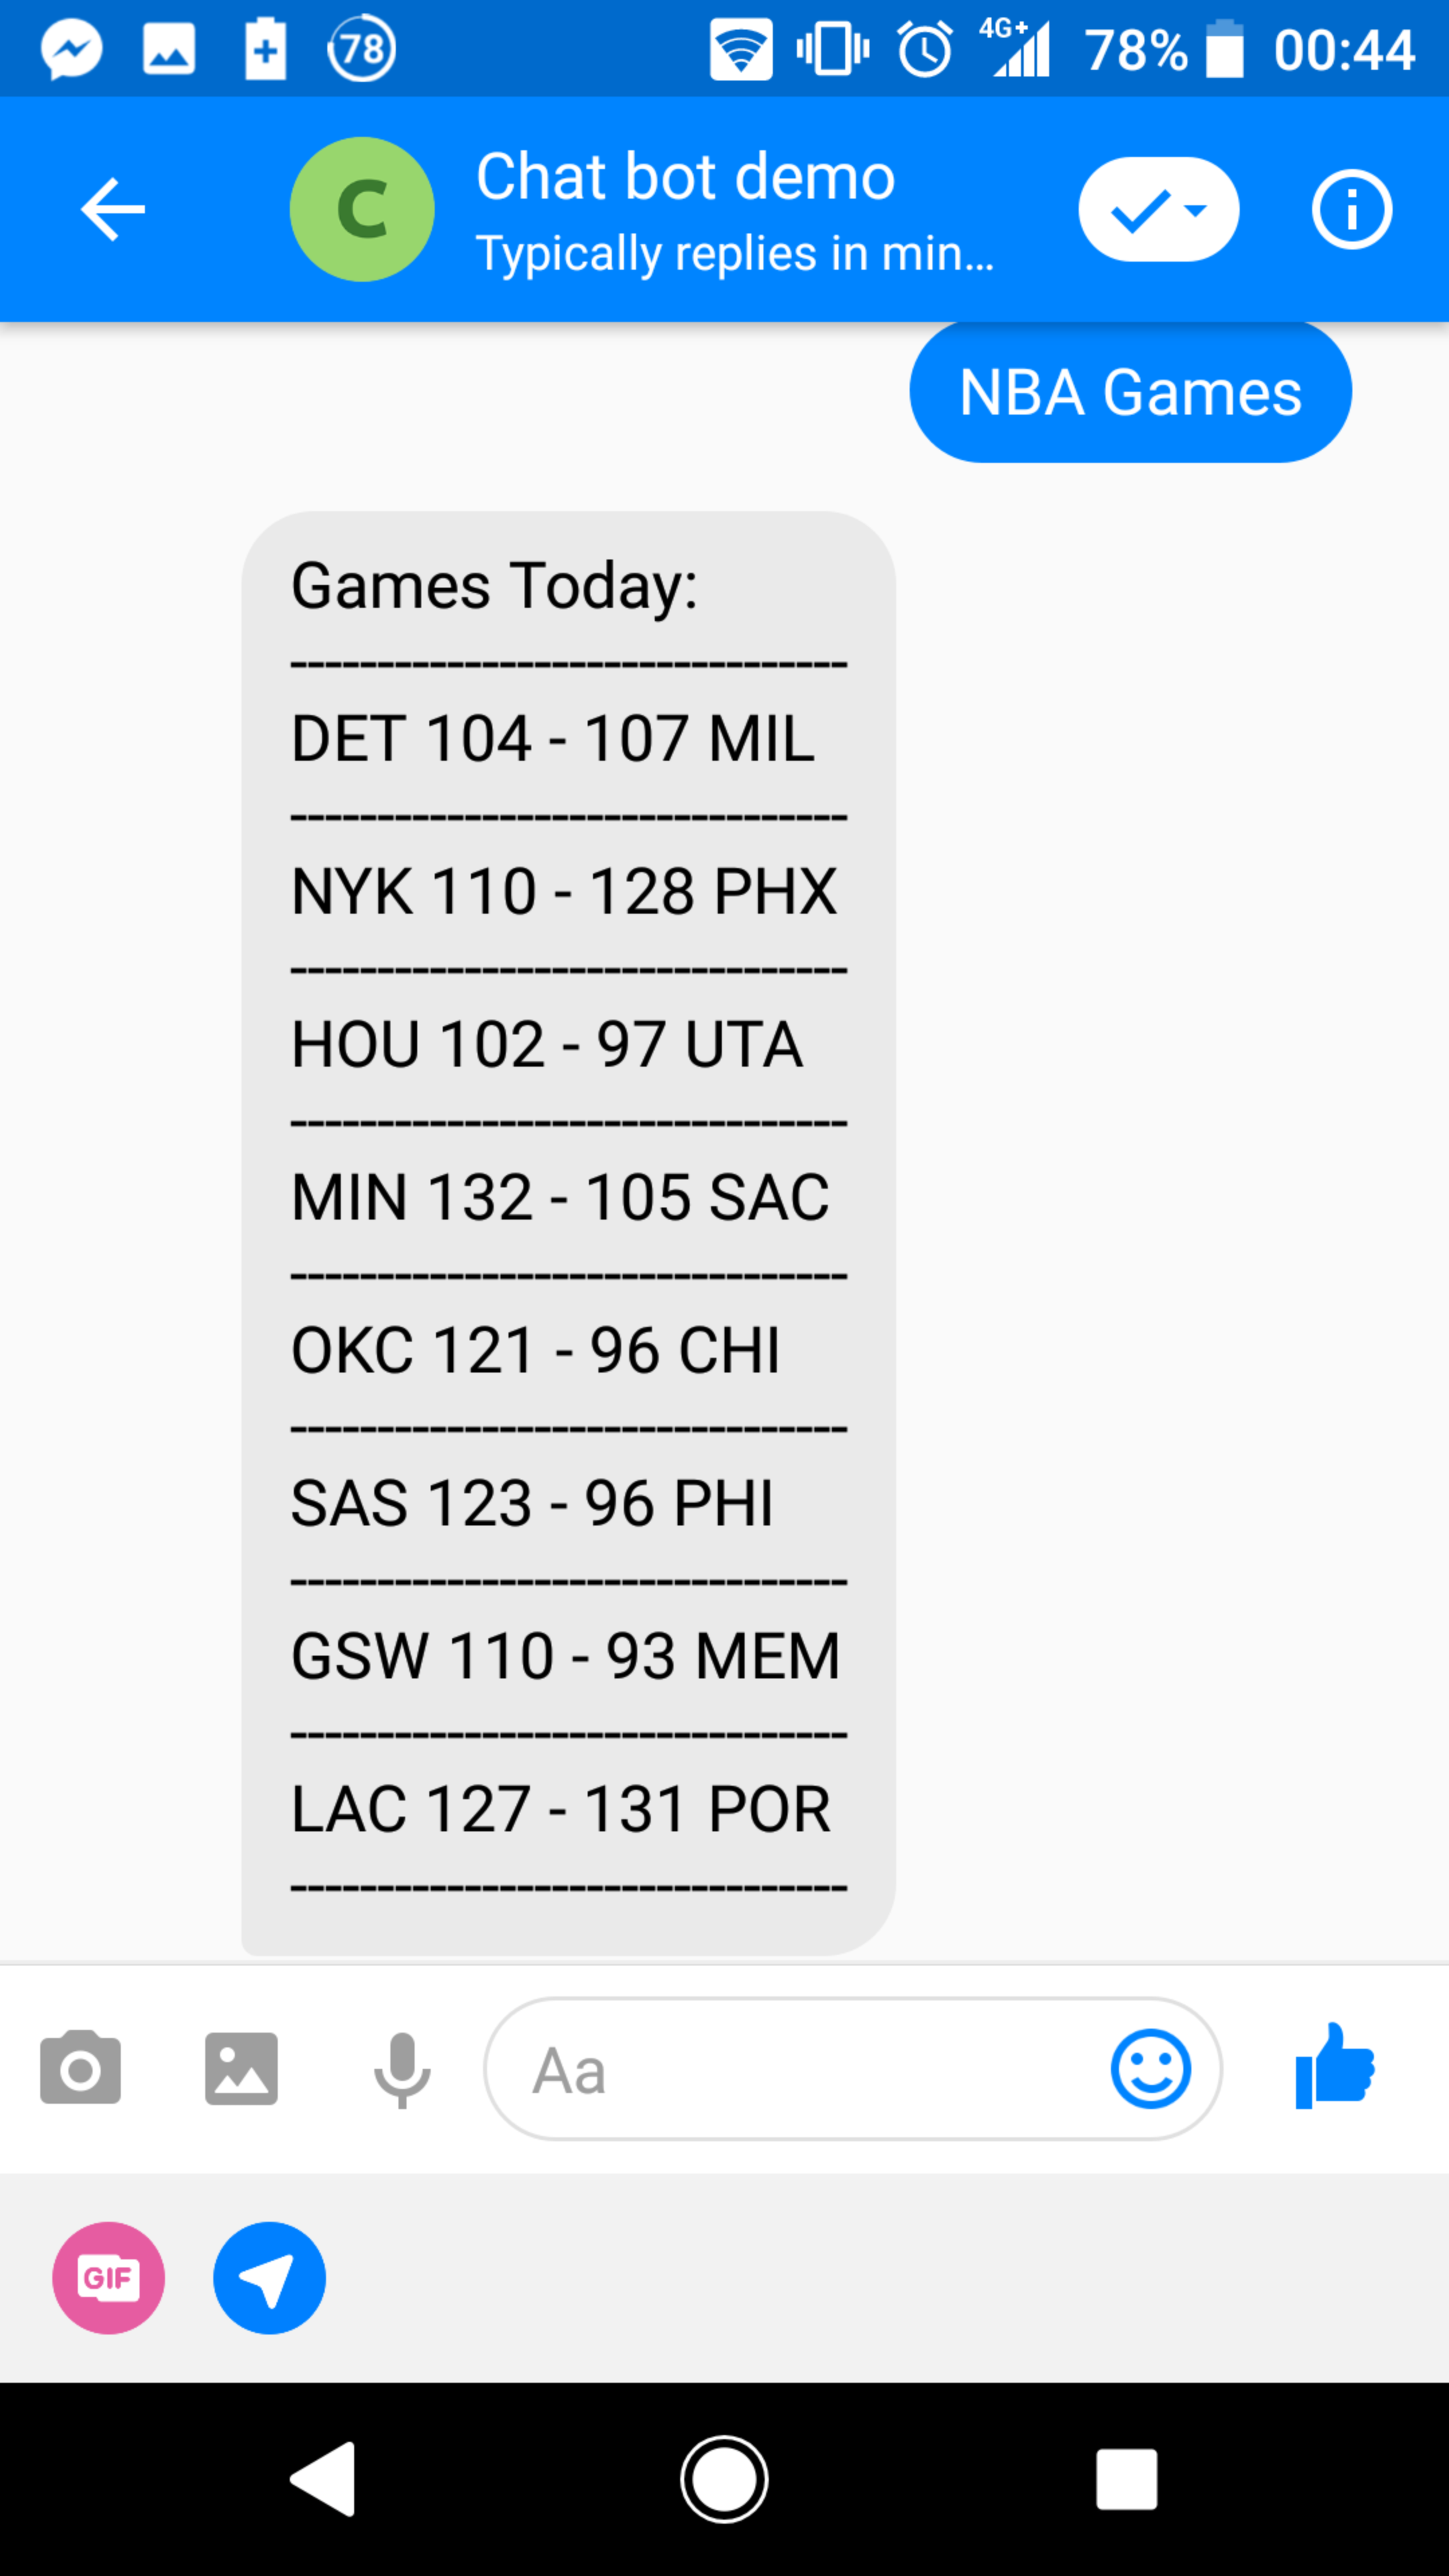 78 4G+ 78% 00:44
C Chat bot demo
Typically replies in min...
NBA Games
Games Today:
--------------------------------
DET 104 - 107 MIL
--------------------------------
NYK 110 - 128 PHX
--------------------------------
HOU 102 - 97 UTA
--------------------------------
MIN 132 - 105 SAC
--------------------------------
OKC 121 - 96 CHI
--------------------------------
SAS 123 - 96 PHI
--------------------------------
GSW 110 - 93 MEM
--------------------------------
LAC 127 - 131 POR
--------------------------------
Aa
GIF